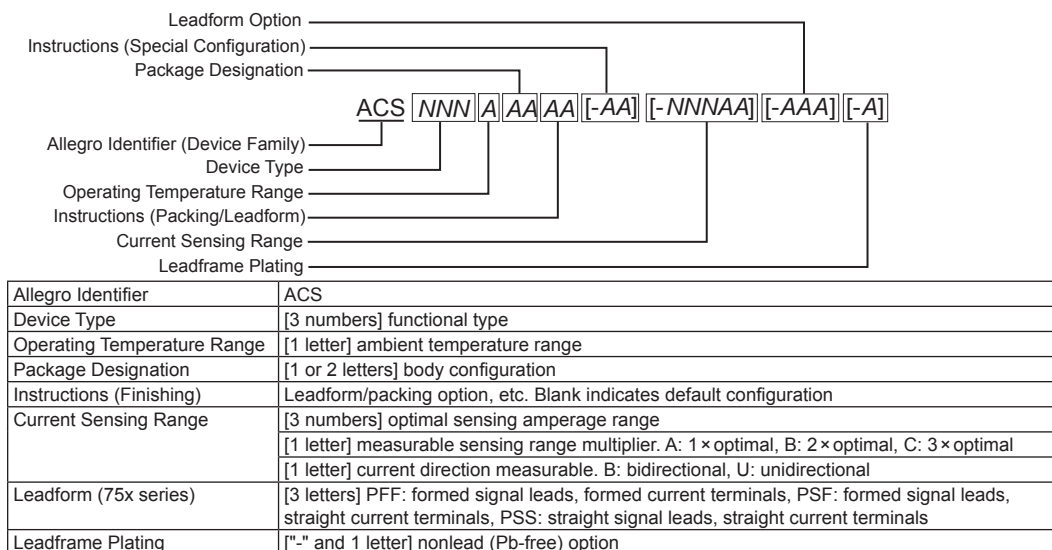 Leadform Option
Instructions (Special Configuration)
Package Designation
ACS NNN A AA AA [-AA] [-NNNAA] [-AAA] [-A]
Allegro Identifier (Device Family)
Device Type
Operating Temperature Range
Instructions (Packing/Leadform)
Current Sensing Range
Leadframe Plating
Allegro Identifier ACS
Device Type [3 numbers] functional type
Operating Temperature Range [1 letter] ambient temperature range
Package Designation [1 or 2 letters] body configuration
Instructions (Finishing) Leadform/packing option, etc. Blank indicates default configuration
Current Sensing Range [3 numbers] optimal sensing amperage range
[1 letter] measurable sensing range multiplier. A: 1 × optimal, B: 2 × optimal, C: 3 × optimal
[1 letter] current direction measurable. B: bidirectional, U: unidirectional
Leadform (75x series) [3 letters] PFF: formed signal leads, formed current terminals, PSF: formed signal leads,
straight current terminals, PSS: straight signal leads, straight current terminals
Leadframe Plating ["-" and 1 letter] nonlead (Pb-free) option